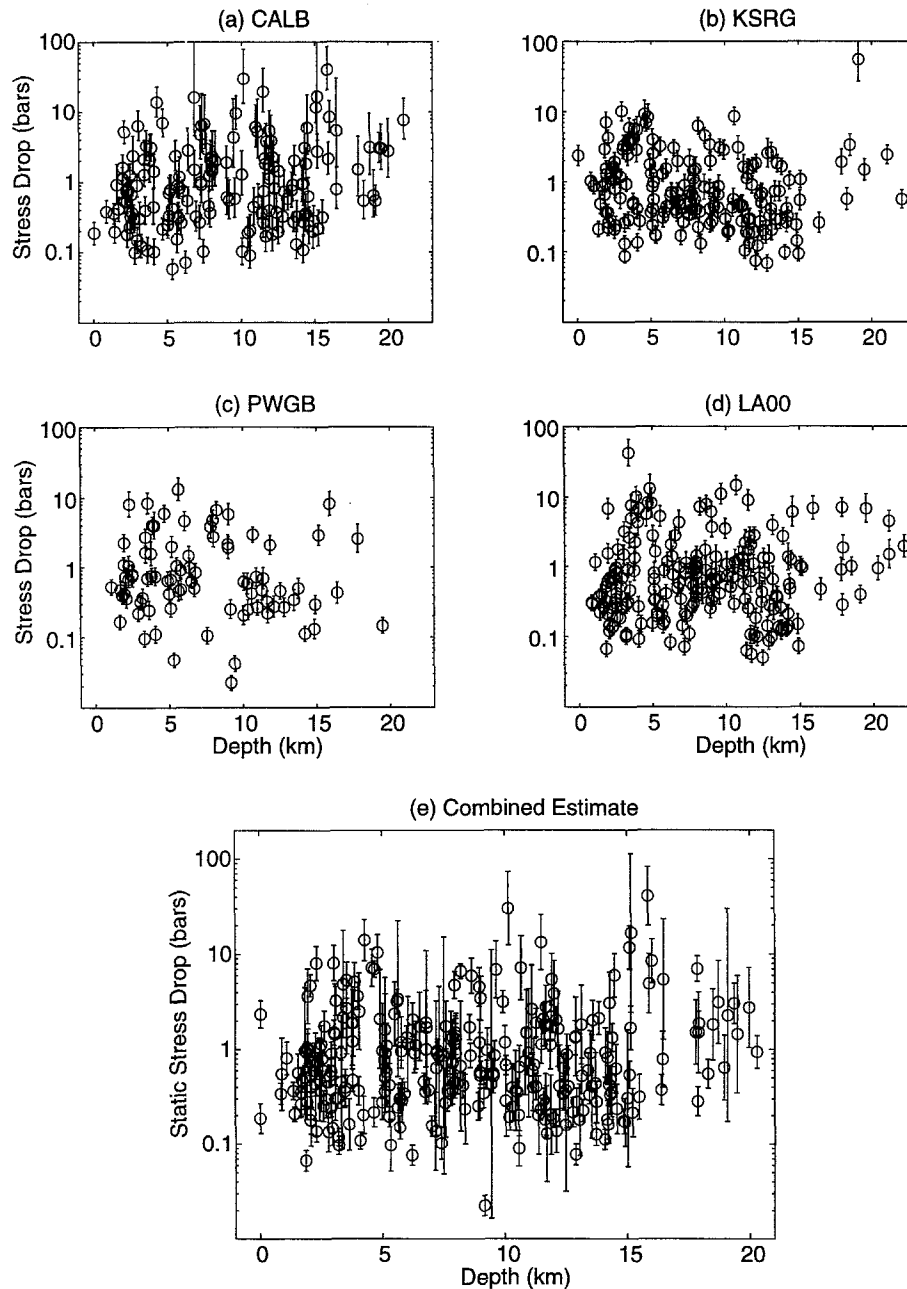 (a) CALB
(b) KSRG
Stress Drop (bars)
100
10
1
0.1
100
10
1
0.1
0 5 10 15 20
0 5 10 15 20
(c) PWGB
(d) LA00
Stress Drop (bars)
100
10
1
0.1
100
10
1
0.1
0 5 10 15 20
0 5 10 15 20
Depth (km)
Depth (km)
(e) Combined Estimate
Static Stress Drop (bars)
100
10
1
0.1
0 5 10 15 20
Depth (km)